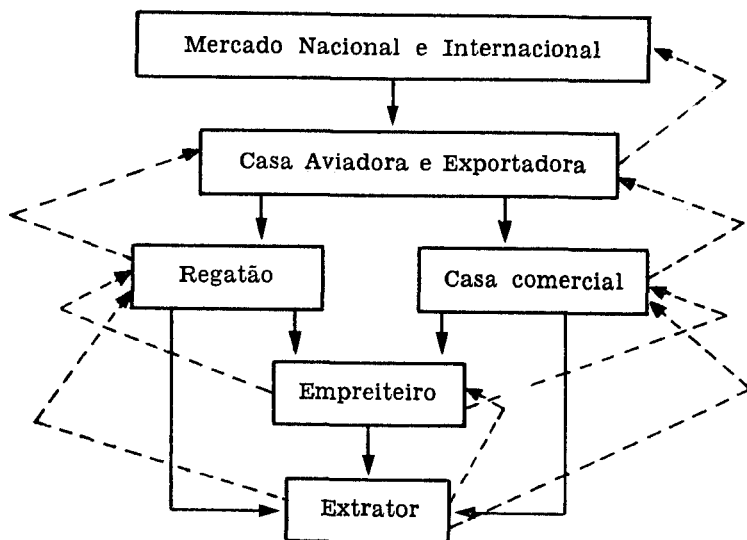 Mercado Nacional e Internacional
Casa Aviadora e Exportadora
Regatão
Casa comercial
Empreiteiro
Extrator